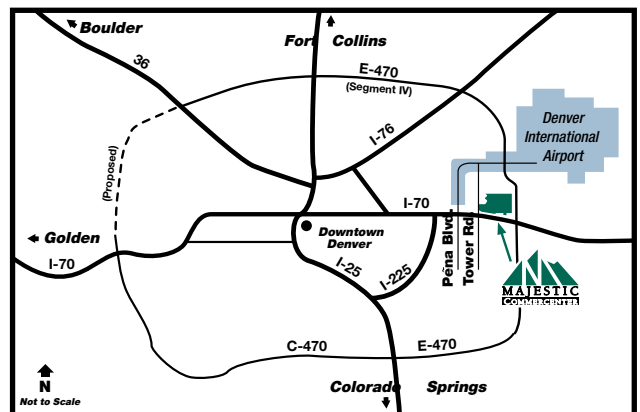 Boulder
Fort Collins
36
E-470
(Segment IV)
I-76
Denver
International
Airport
(Proposed)
I-70
Golden
I-70
Downtown
Denver
Péna Blvd.
Tower Rd.
I-25
I-225
MAJESTIC
COMMERCENTER
C-470
E-470
N
Not to Scale
Colorado Springs